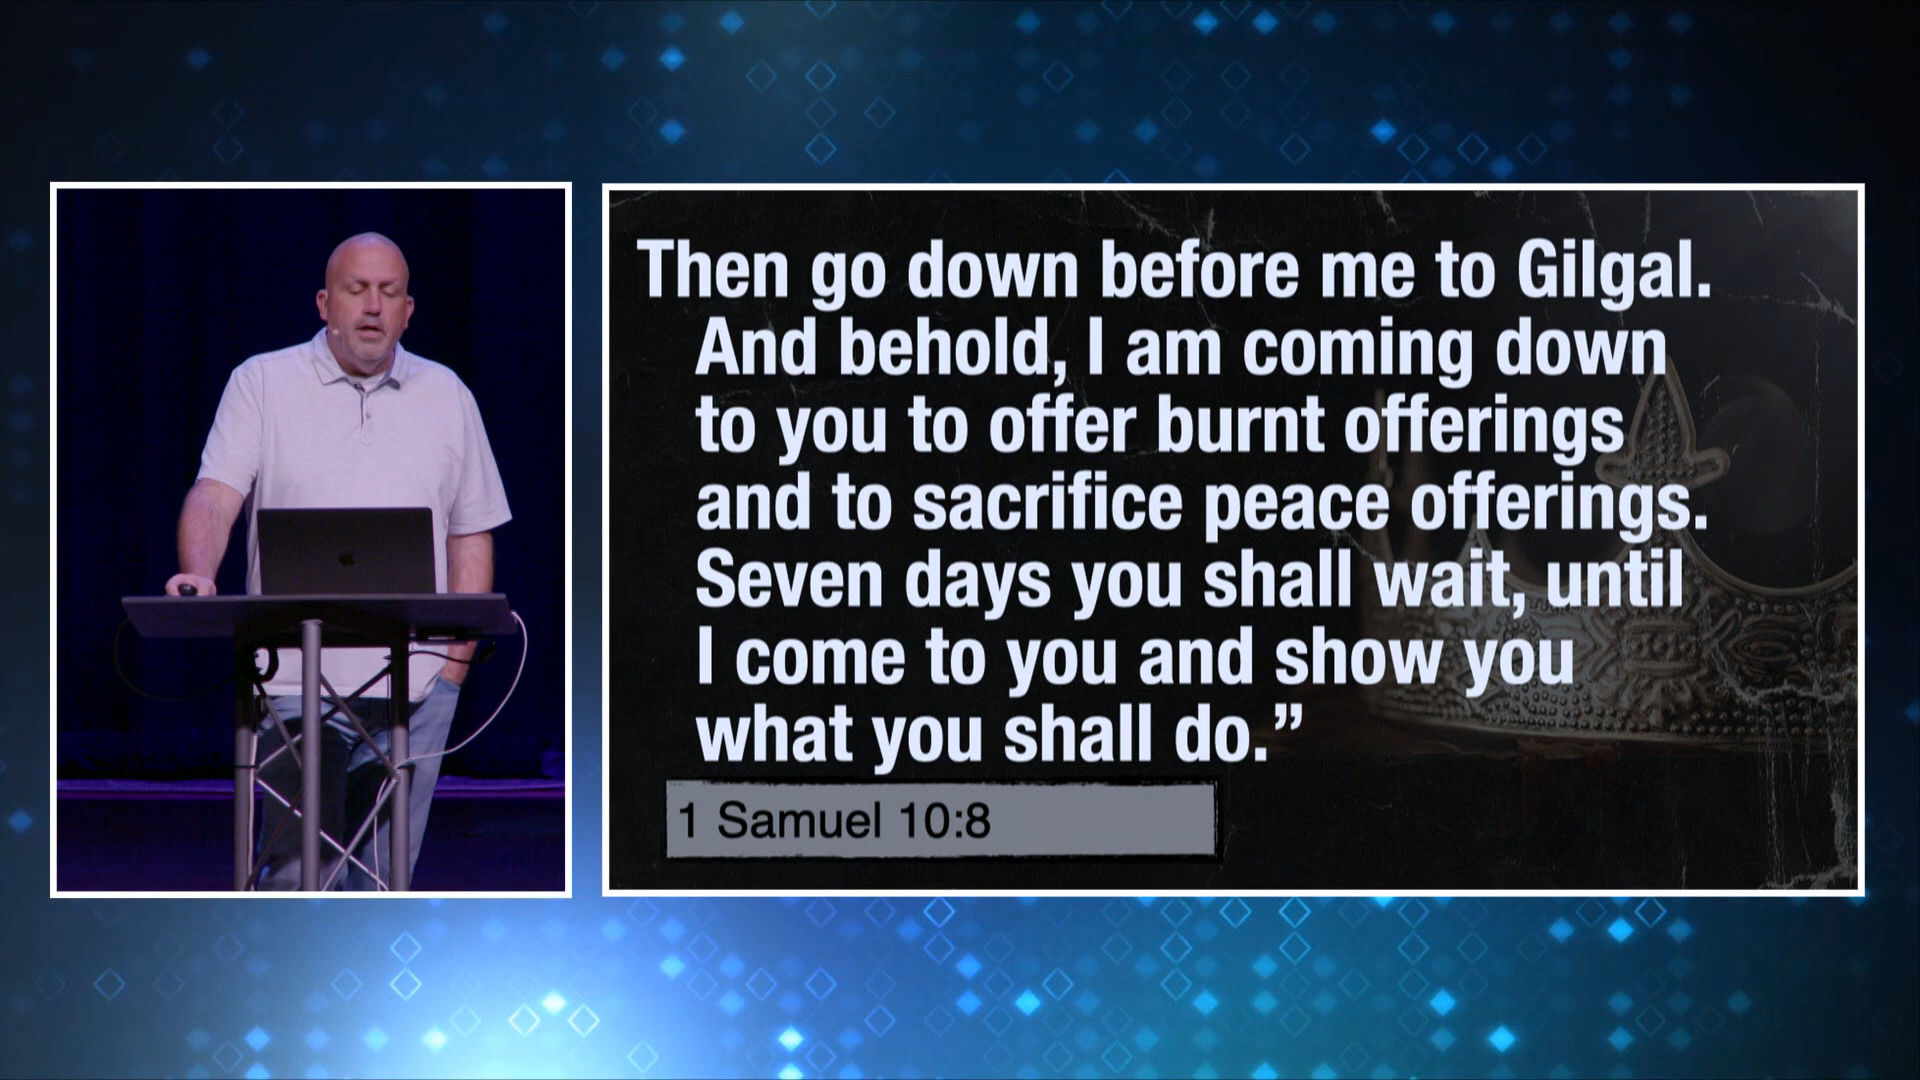 Then go down before me to Gilgal.
And behold, I am coming down
to you to offer burnt offerings
and to sacrifice peace offerings.
Seven days you shall wait, until
I come to you and show you
what you shall do.”
1 Samuel 10:8